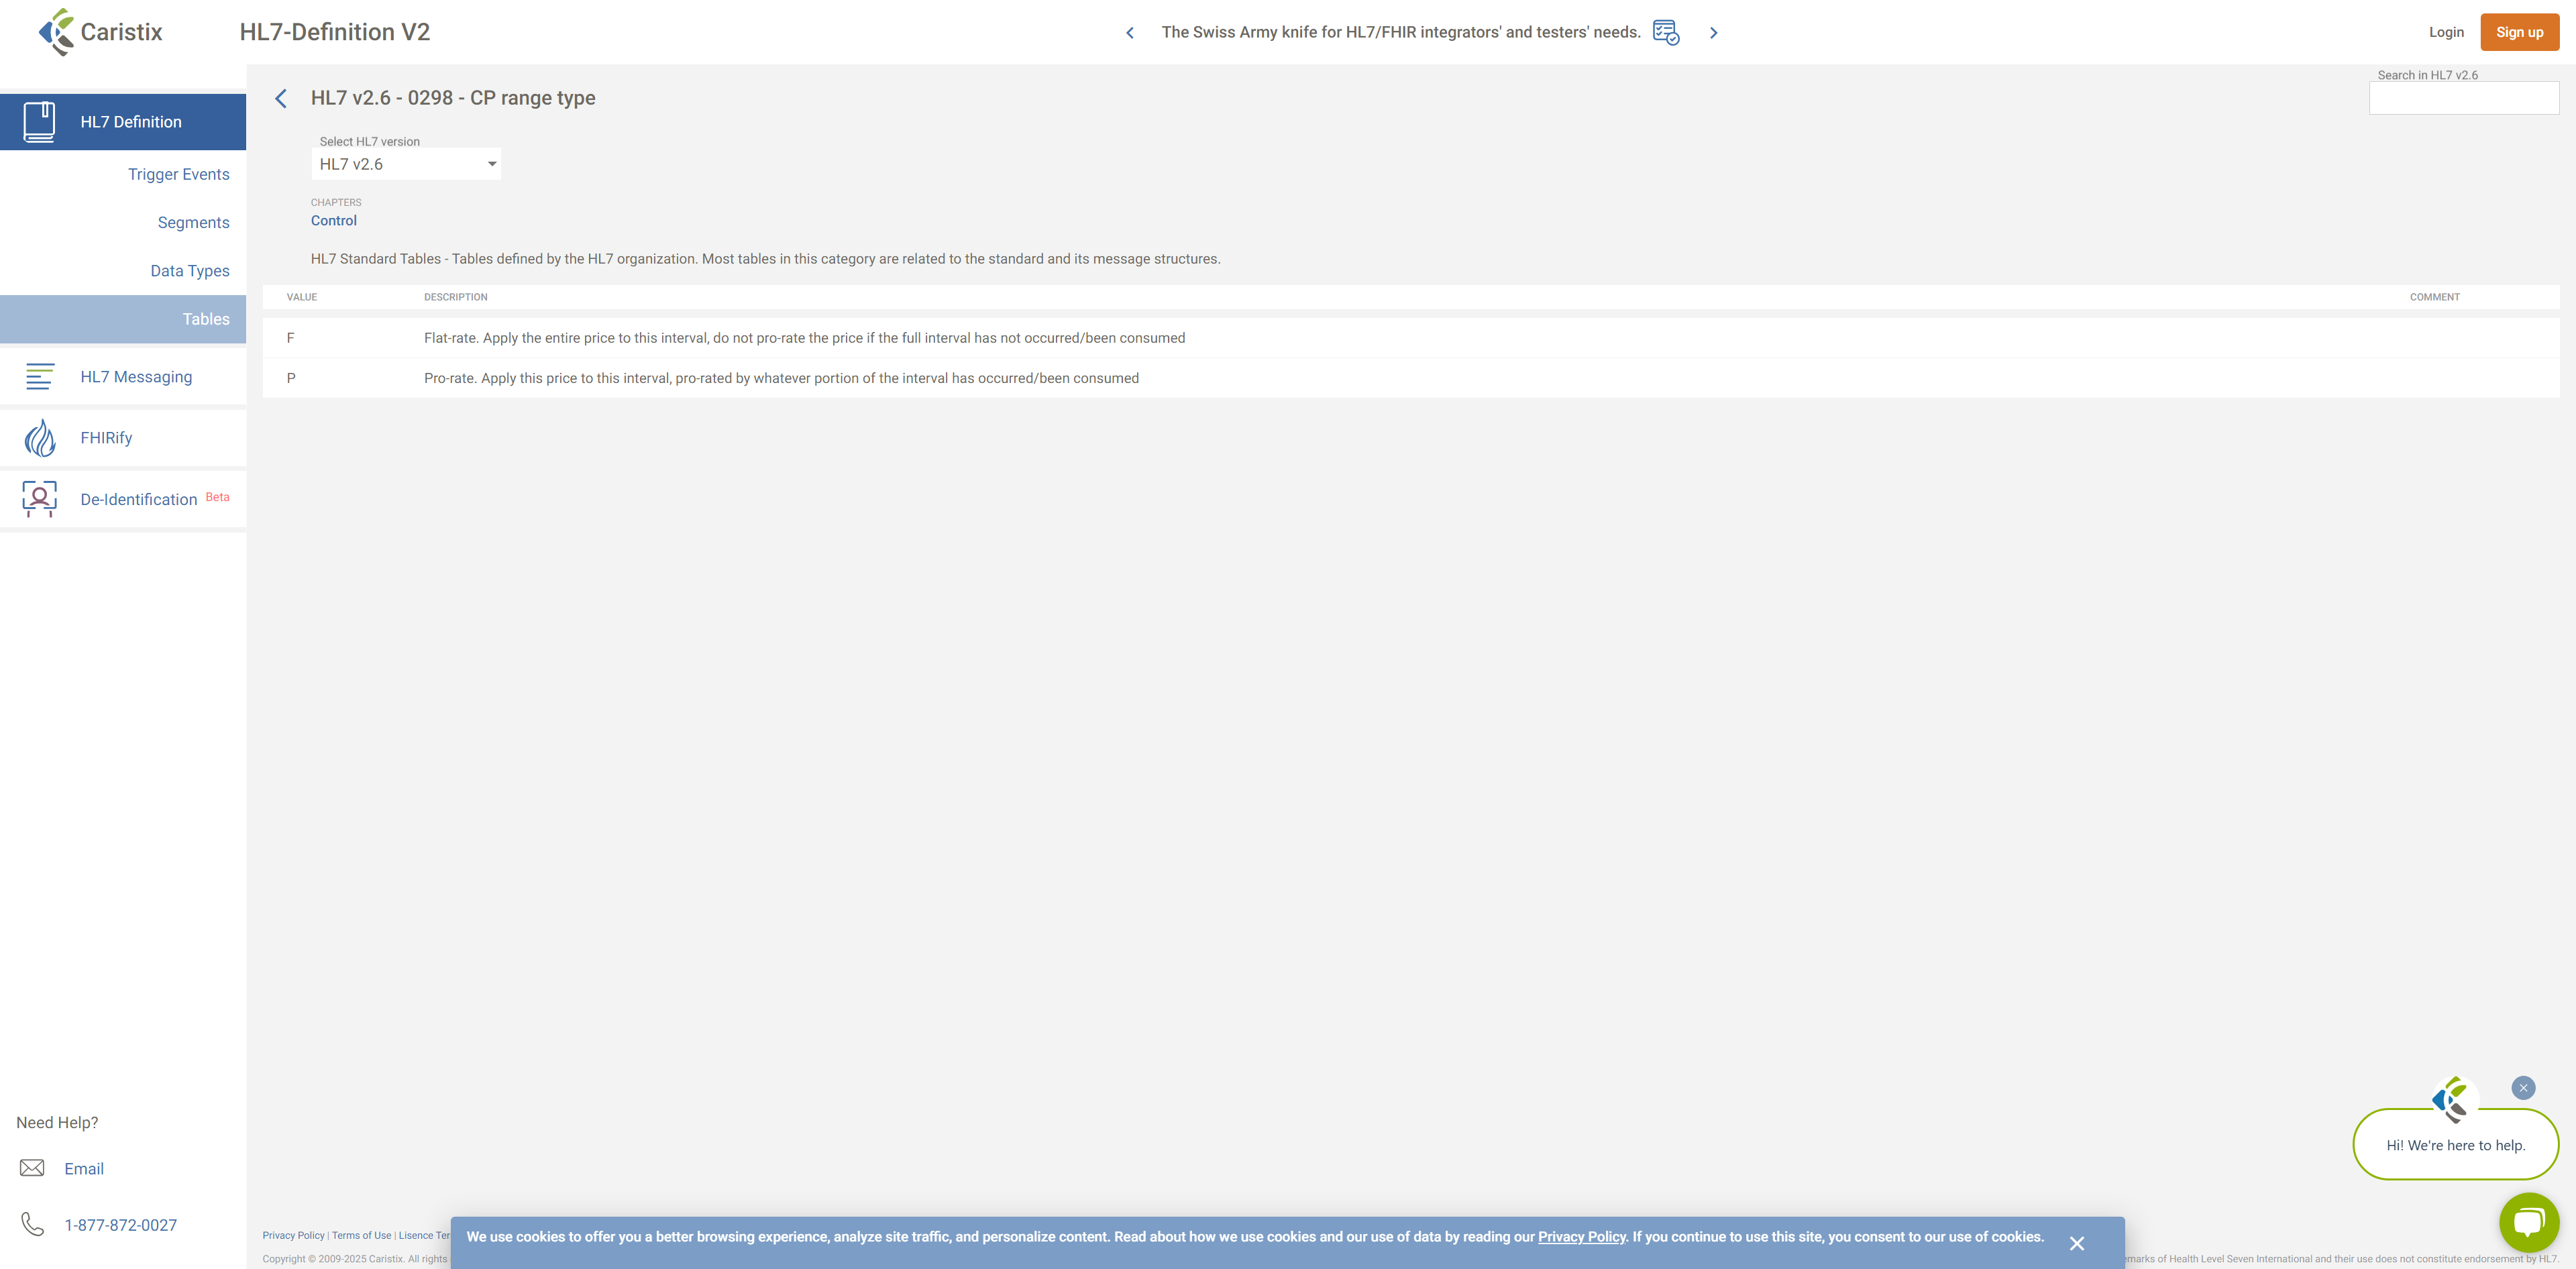 Caristix
HL7-Definition V2
The Swiss Army knife for HL7/FHIR integrators' and testers' needs.
Login
Sign up
HL7 Definition
Trigger Events
Segments
Data Types
Tables
HL7 Messaging
FHIRify
De-Identification Beta
Need Help?
Email
1-877-872-0027
HL7 v2.6 - 0298 - CP range type
Search in HL7 v2.6
Select HL7 version
HL7 v2.6
CHAPTERS
Control
HL7 Standard Tables - Tables defined by the HL7 organization. Most tables in this category are related to the standard and its message structures.
VALUE DESCRIPTION COMMENT
F Flat-rate. Apply the entire price to this interval, do not pro-rate the price if the full interval has not occurred/been consumed
P Pro-rate. Apply this price to this interval, pro-rated by whatever portion of the interval has occurred/been consumed
Hi! We're here to help.
Privacy Policy | Terms of Use | Lisence Ter
We use cookies to offer you a better browsing experience, analyze site traffic, and personalize content. Read about how we use cookies and our use of data by reading our Privacy Policy. If you continue to use this site, you consent to our use of cookies.
Copyright © 2009-2025 Caristix. All rights
emarks of Health Level Seven International and their use does not constitute endorsement by HL7.